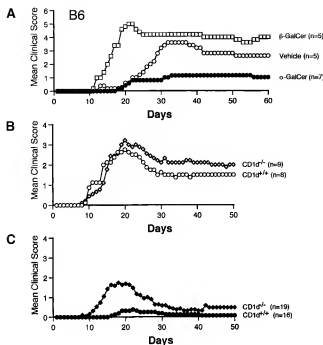 A
B6
Mean Clinical Score
5
4
3
2
1
0
β-GalCer (n=5)
Vehicle (n=5)
α-GalCer (n=7)
0 10 20 30 40 50 60
Days
B
Mean Clinical Score
4
3
2
1
0
CD1d-/- (n=9)
CD1d+/+ (n=8)
0 10 20 30 40 50
Days
C
Mean Clinical Score
4
3
2
1
0
CD1d-/- (n=19)
CD1d+/+ (n=16)
0 10 20 30 40 50
Days